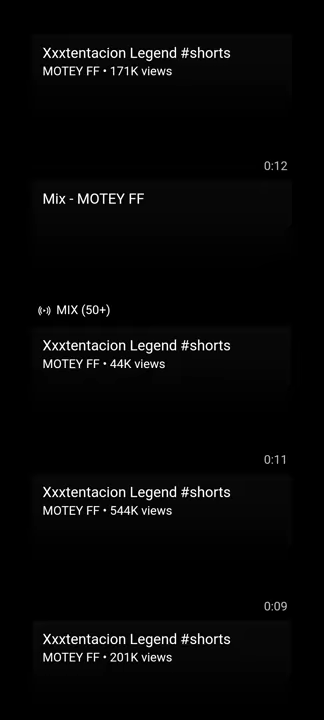 Xxxtentacion Legend #shorts
MOTEY FF • 171K views
0:12
Mix - MOTEY FF
MIX (50+)
Xxxtentacion Legend #shorts
MOTEY FF • 44K views
0:11
Xxxtentacion Legend #shorts
MOTEY FF • 544K views
0:09
Xxxtentacion Legend #shorts
MOTEY FF • 201K views